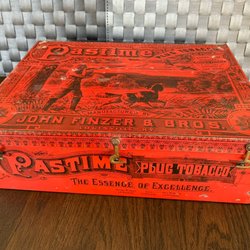 Pastime
JOHN FINZER & BROS.
PASTIME PLUG TOBACCO.
THE ESSENCE OF EXCELLENCE.